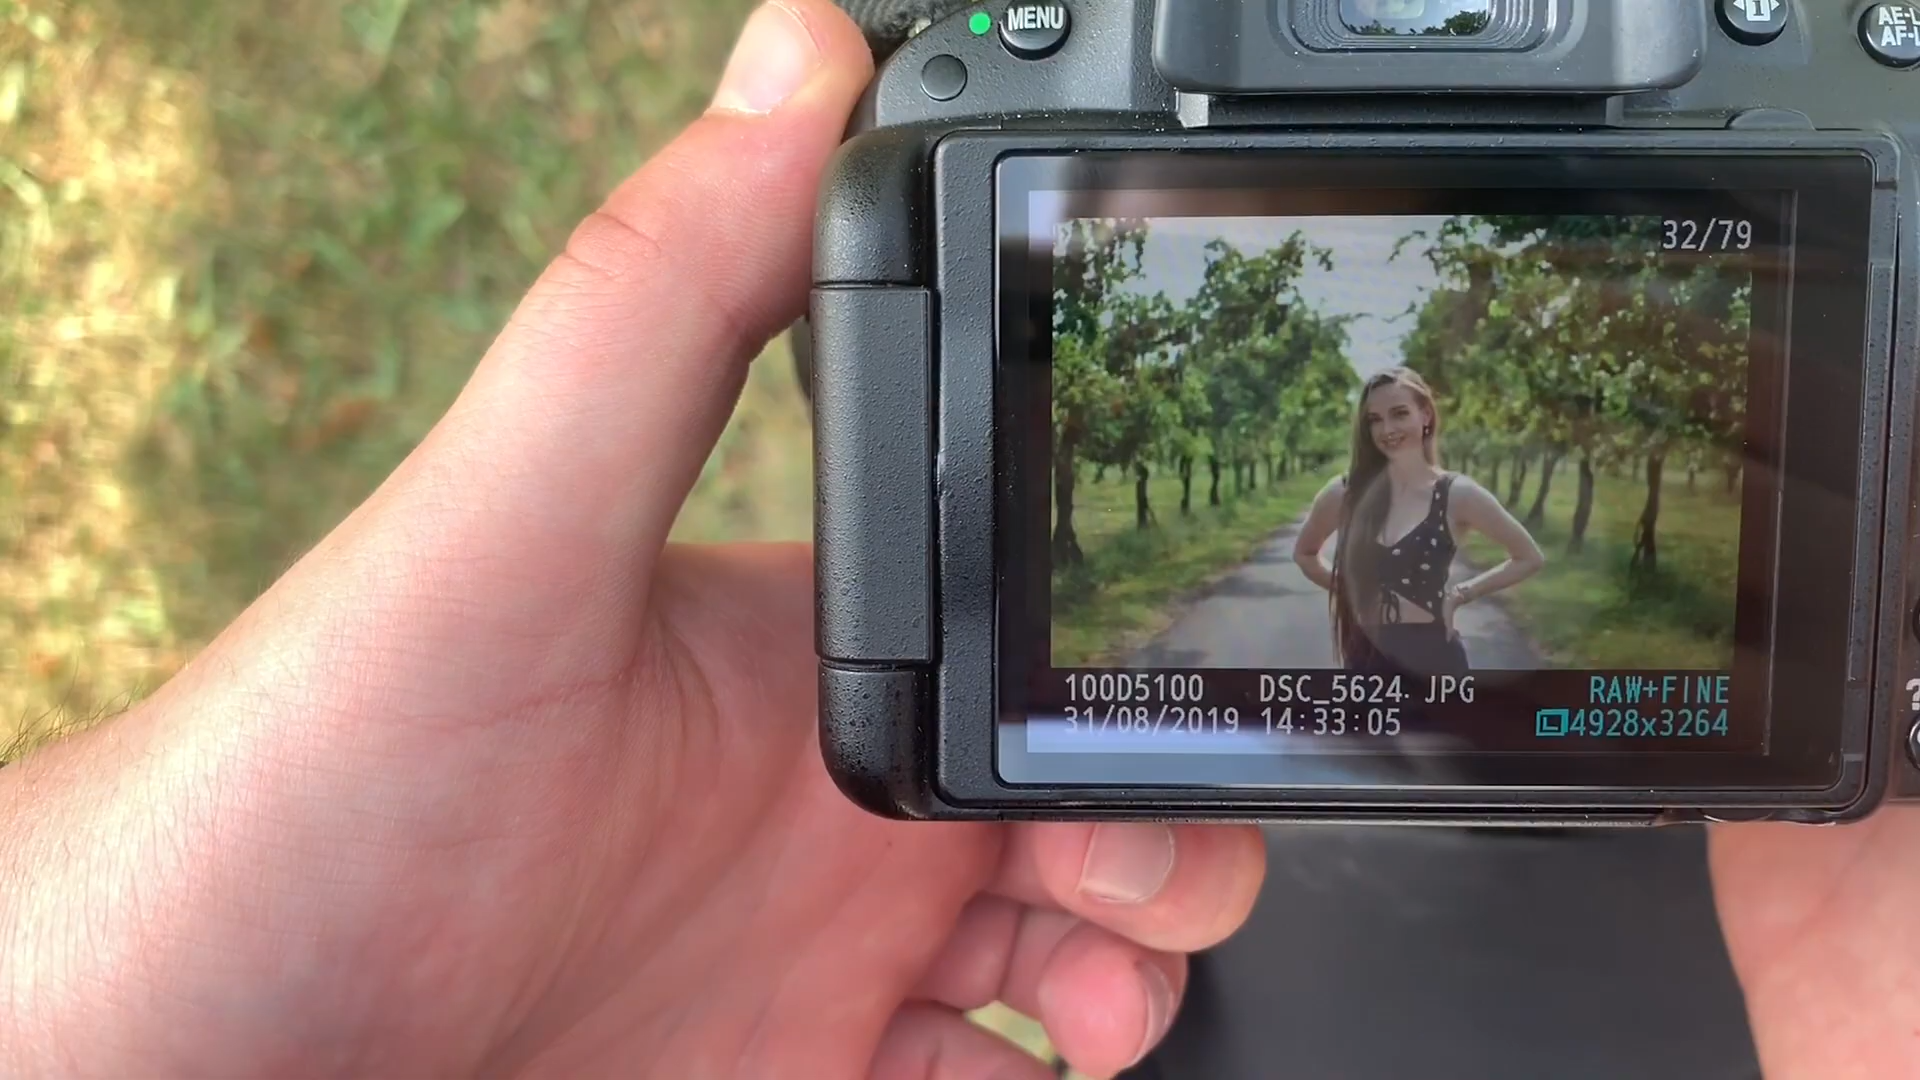 MENU
AE-L
AF-L
32/79
100D5100 DSC_5624.JPG RAW+FINE
31/08/2019 14:33:05 L 4928x3264
?